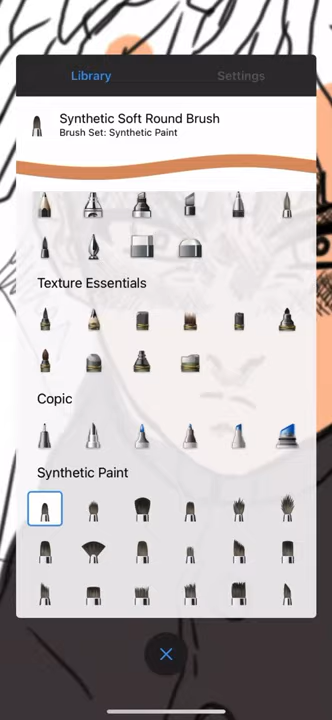 Library
Settings
Synthetic Soft Round Brush
Brush Set: Synthetic Paint
Texture Essentials
Copic
Synthetic Paint